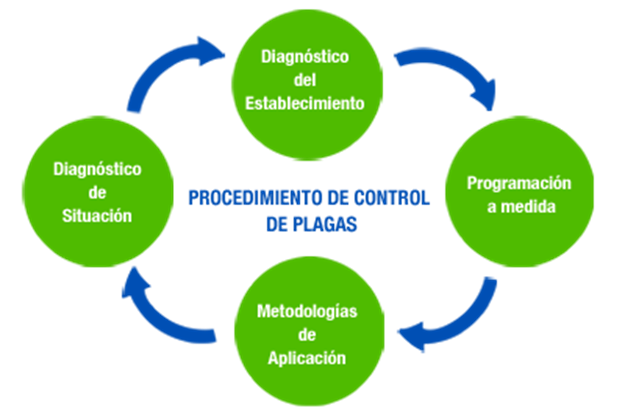 Diagnóstico
del
Establecimiento
Diagnóstico
de
Situación
Programación
a medida
PROCEDIMIENTO DE CONTROL
DE PLAGAS
Metodologías
de
Aplicación